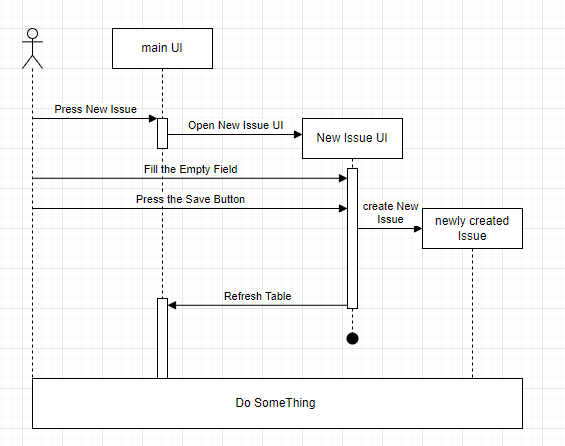 main UI
Press New Issue
Open New Issue UI
New Issue UI
Fill the Empty Field
Press the Save Button
create New
Issue
newly created
Issue
Refresh Table
Do SomeThing